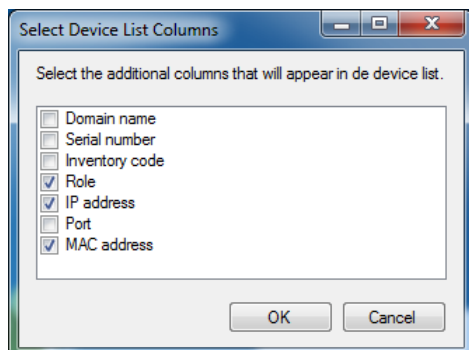 Select Device List Columns
Select the additional columns that will appear in de device list.
Domain name
Serial number
Inventory code
Role
IP address
Port
MAC address
OK Cancel